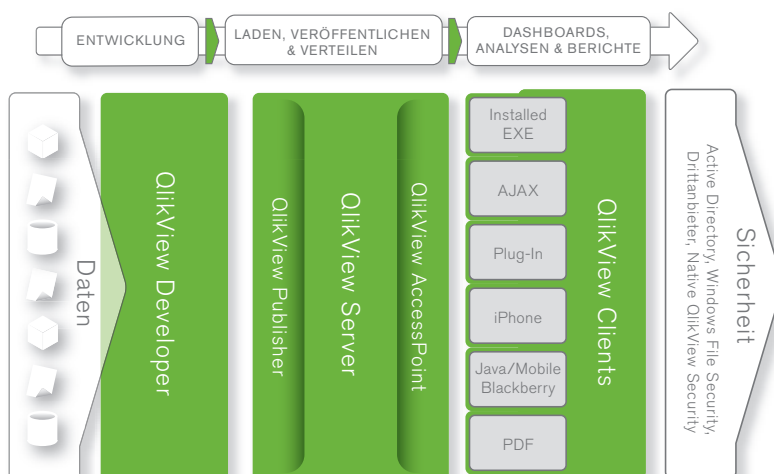 ENTWICKLUNG
LADEN, VERÖFFENTLICHEN
& VERTEILEN
DASHBOARDS,
ANALYSEN & BERICHTE
Daten
QlikView Developer
QlikView Publisher
QlikView Server
QlikView AccessPoint
Installed
EXE
AJAX
Plug-In
iPhone
Java/Mobile
Blackberry
PDF
QlikView Clients
Sicherheit
Active Directory, Windows File Security,
Drittanbieter, Native QlikView Security